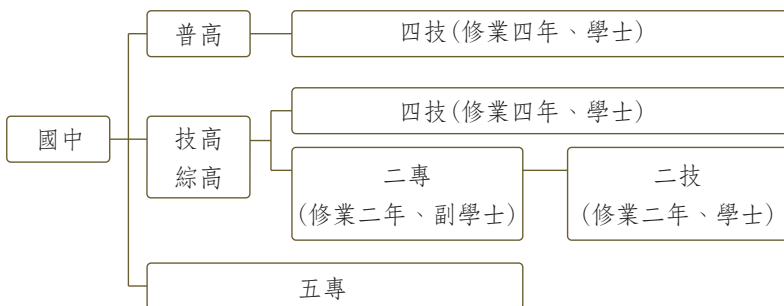 普高
四技(修業四年、學士)
國中
技高
綜高
四技(修業四年、學士)
二專
(修業二年、副學士)
二技
(修業二年、學士)
五專